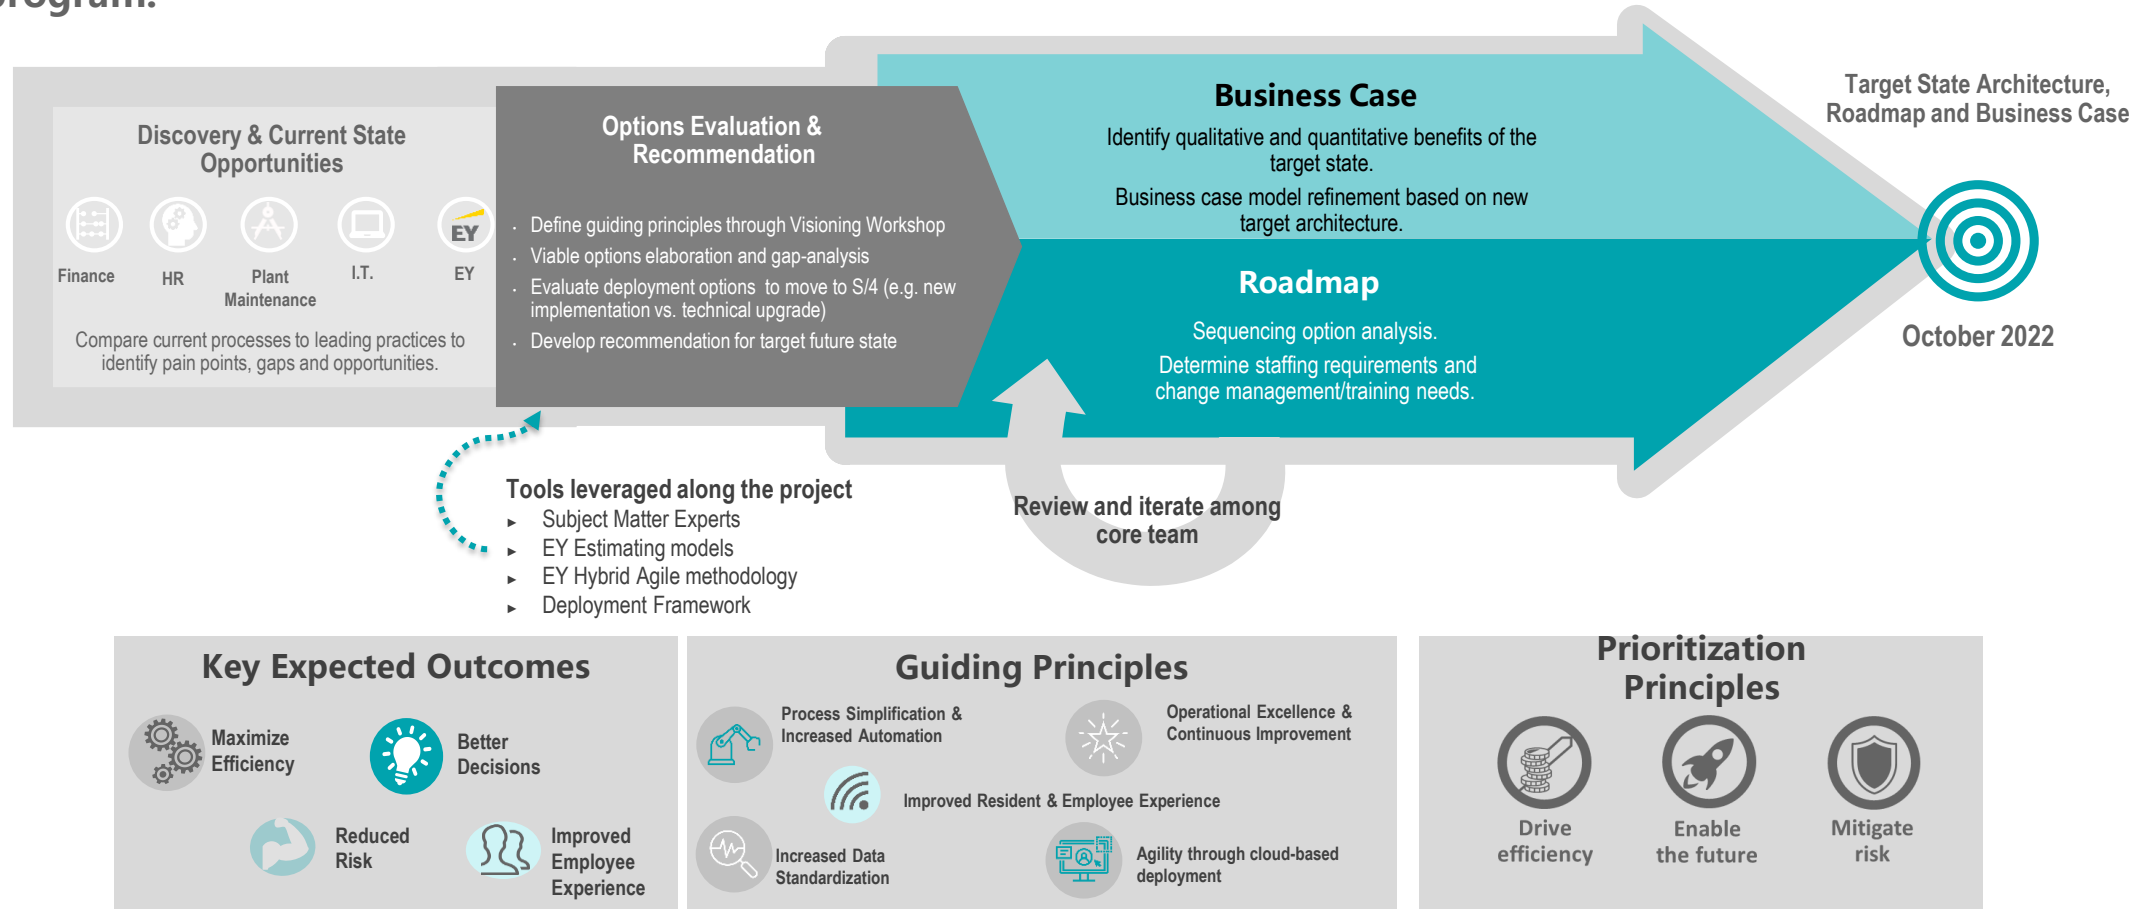 program.
Discovery & Current State
Opportunities
EY
Finance
HR
Plant
Maintenance
I.T.
EY
Compare current processes to leading practices to
identify pain points, gaps and opportunities.
Options Evaluation &
Recommendation
· Define guiding principles through Visioning Workshop
· Viable options elaboration and gap-analysis
· Evaluate deployment options to move to S/4 (e.g. new
implementation vs. technical upgrade)
· Develop recommendation for target future state
Business Case
Identify qualitative and quantitative benefits of the
target state.
Business case model refinement based on new
target architecture.
Roadmap
Sequencing option analysis.
Determine staffing requirements and
change management/training needs.
Target State Architecture,
Roadmap and Business Case
October 2022
Tools leveraged along the project
► Subject Matter Experts
► EY Estimating models
► EY Hybrid Agile methodology
► Deployment Framework
Review and iterate among
core team
Key Expected Outcomes
Maximize
Efficiency
Better
Decisions
Reduced
Risk
Improved
Employee
Experience
Guiding Principles
Process Simplification &
Increased Automation
Operational Excellence &
Continuous Improvement
Improved Resident & Employee Experience
Increased Data
Standardization
Agility through cloud-based
deployment
Prioritization
Principles
Drive
efficiency
Enable
the future
Mitigate
risk